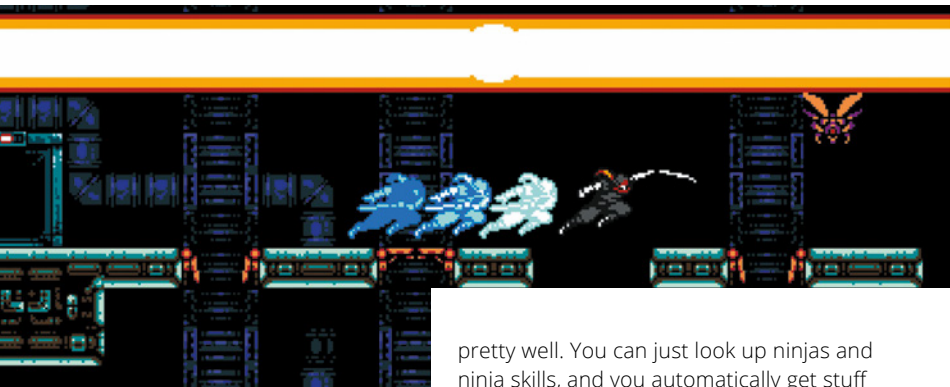 pretty well. You can just look up ninjas and
ninja skills, and you automatically get stuff